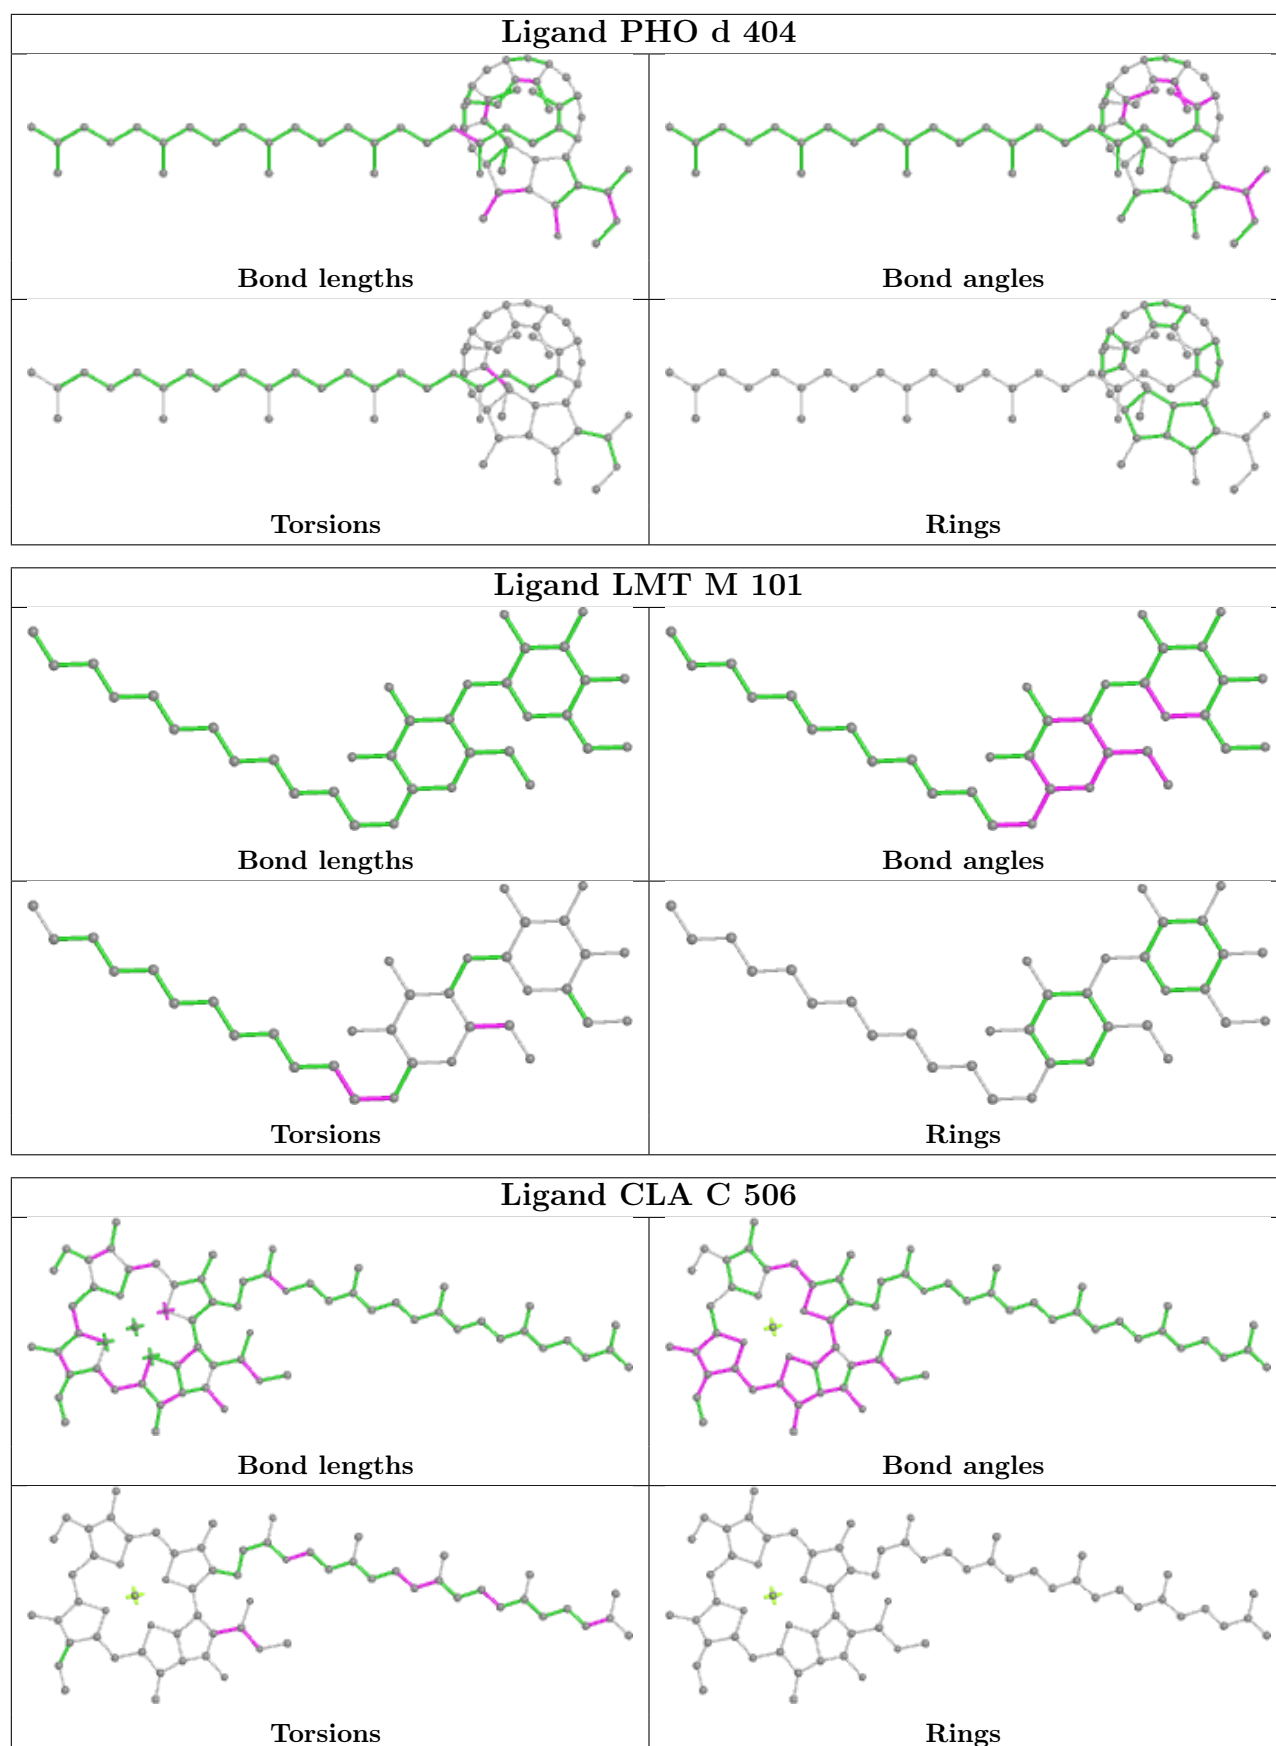 Ligand PHO d 404
Bond lengths
Bond angles
Torsions
Rings
Ligand LMT M 101
Bond lengths
Bond angles
Torsions
Rings
Ligand CLA C 506
Bond lengths
Bond angles
Torsions
Rings